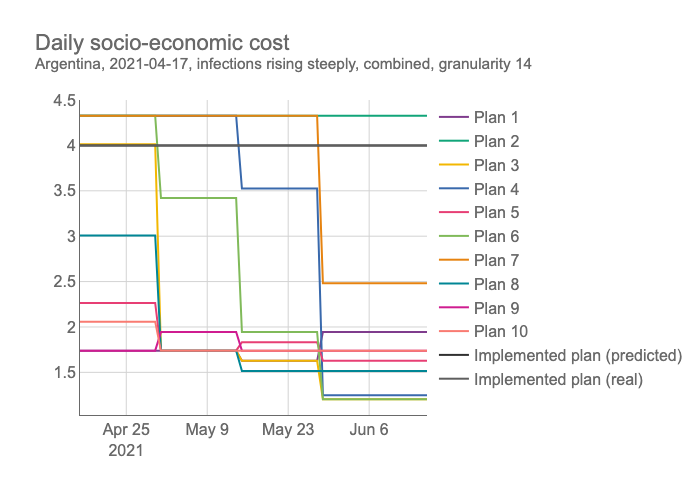 Daily socio-economic cost
Argentina, 2021-04-17, infections rising steeply, combined, granularity 14
4.5
4
3.5
3
2.5
2
1.5
Apr 25
2021
May 9
May 23
Jun 6
Plan 1
Plan 2
Plan 3
Plan 4
Plan 5
Plan 6
Plan 7
Plan 8
Plan 9
Plan 10
Implemented plan (predicted)
Implemented plan (real)